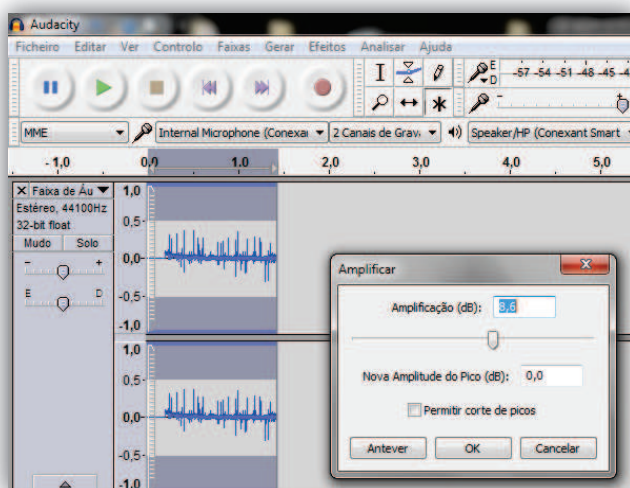 Audacity
Ficheiro Editar Ver Controlo Faixas Gerar Efeitos Analisar Ajuda
E
D
-57 -54 -51 -48 -45
MME
Internal Microphone (Conexa
2 Canais de Grava
Speaker/HP (Conexant Smart
- 1,0 0,0 1,0 2,0 3,0 4,0 5,0
Faixa de Áu
Estéreo, 44100Hz
32-bit float
Mudo Solo
- +
E D
1,0
0,5-
0,0-
-0,5-
-1,0
1,0
0,5-
0,0-
-0,5-
-1,0
Amplificar
Amplificação (dB): 8,6
Nova Amplitude do Pico (dB): 0,0
Permitir corte de picos
Antever OK Cancelar